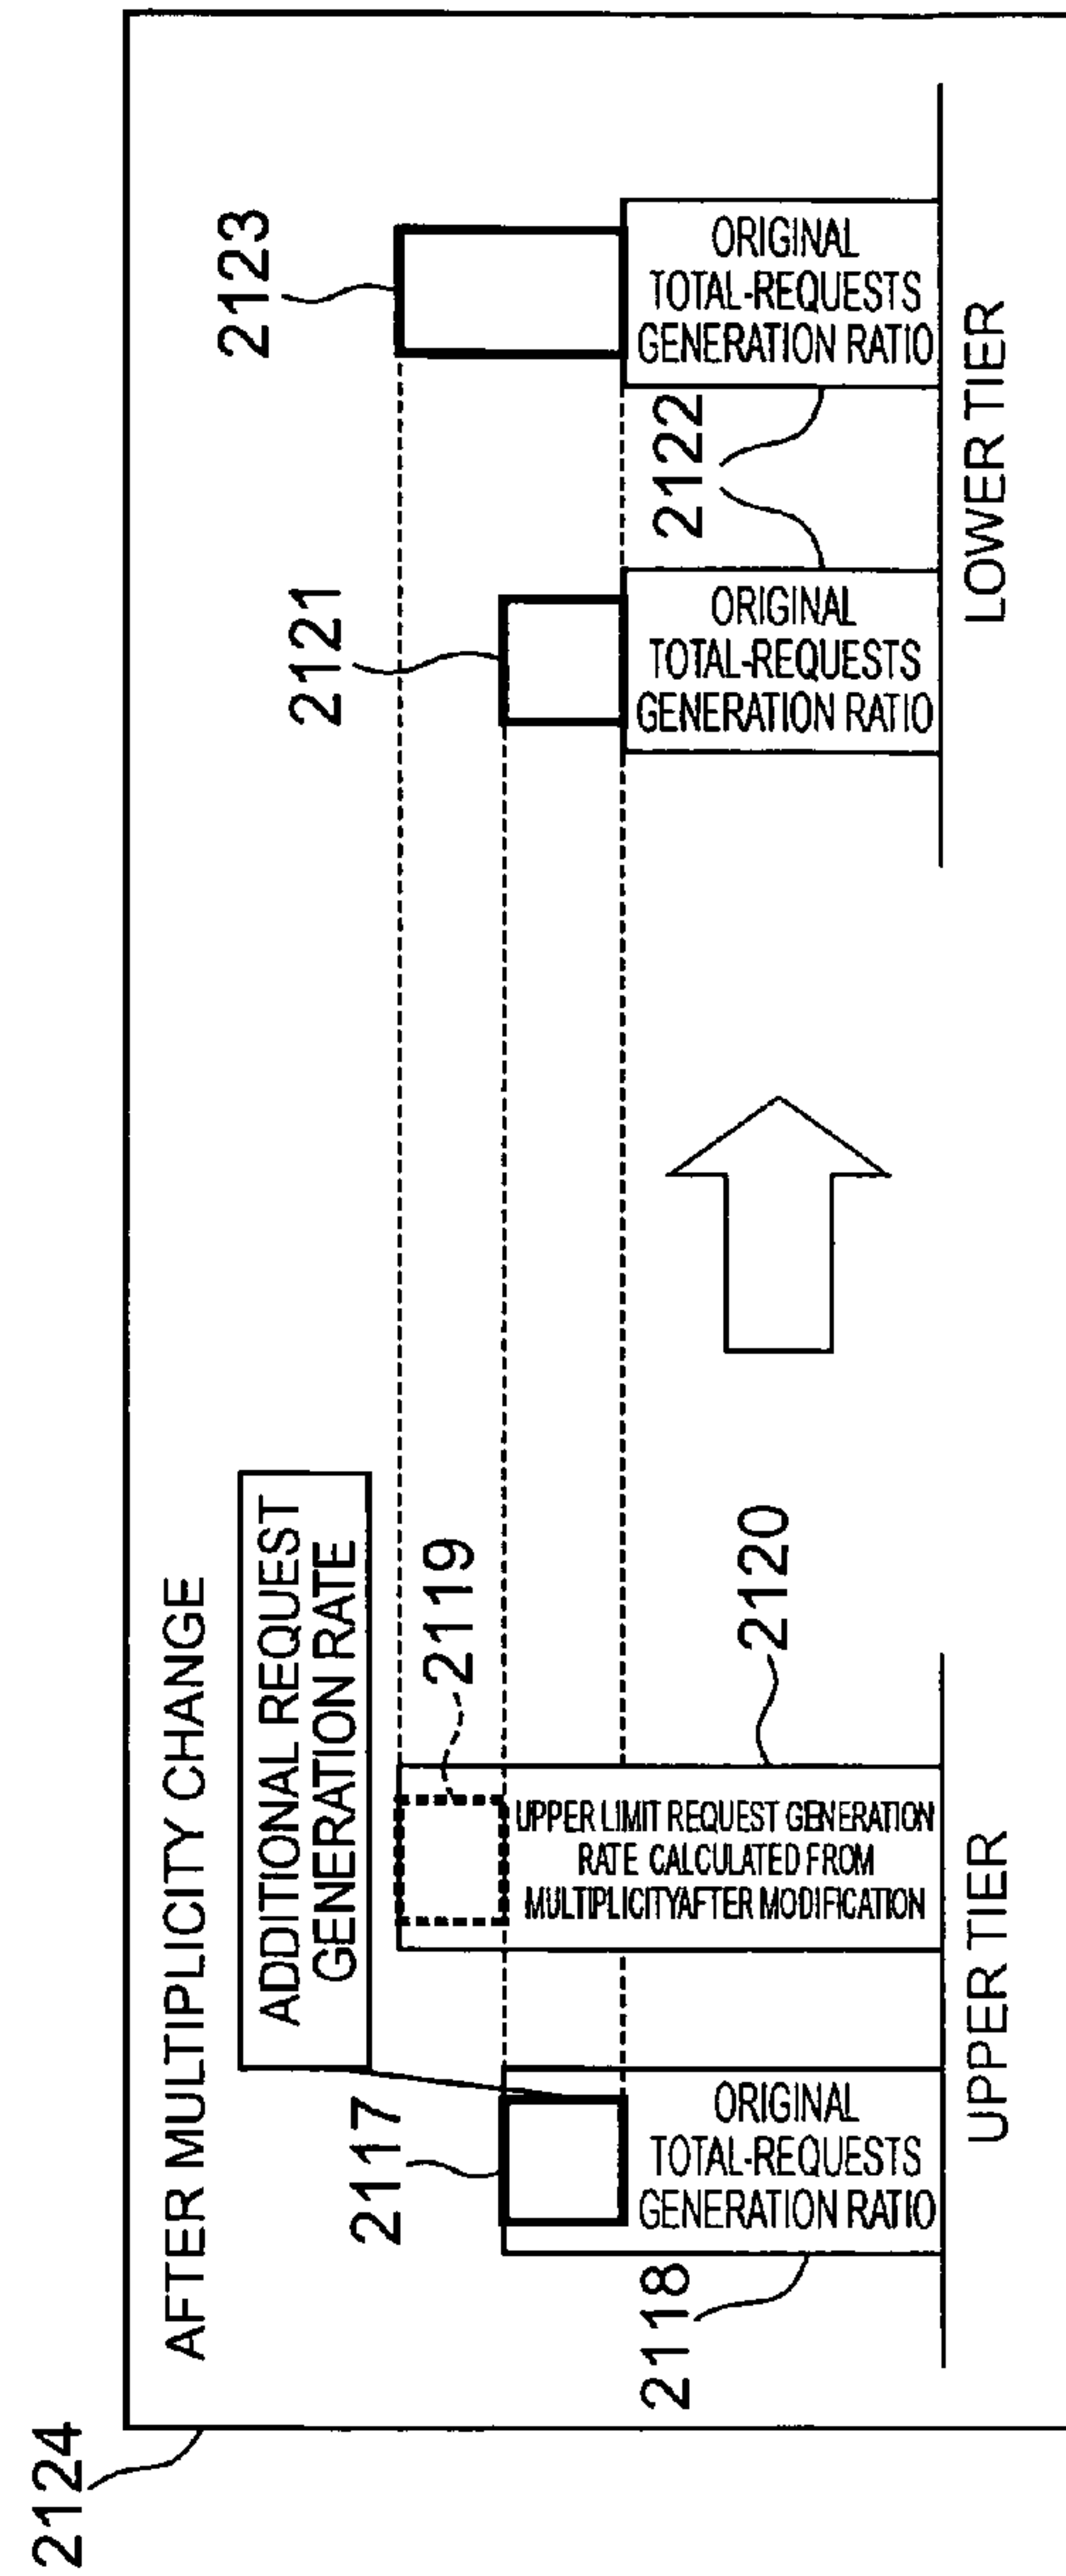 2124
AFTER MULTIPLICITY CHANGE
ADDITIONAL REQUEST
GENERATION RATE
2117
2118
ORIGINAL
TOTAL-REQUESTS
GENERATION RATIO
2119
UPPER LIMIT REQUEST GENERATION
RATE CALCULATED FROM
MULTIPLICITYAFTER MODIFICATION
2120
UPPER TIER
2121
ORIGINAL
TOTAL-REQUESTS
GENERATION RATIO
2122
2123
ORIGINAL
TOTAL-REQUESTS
GENERATION RATIO
LOWER TIER